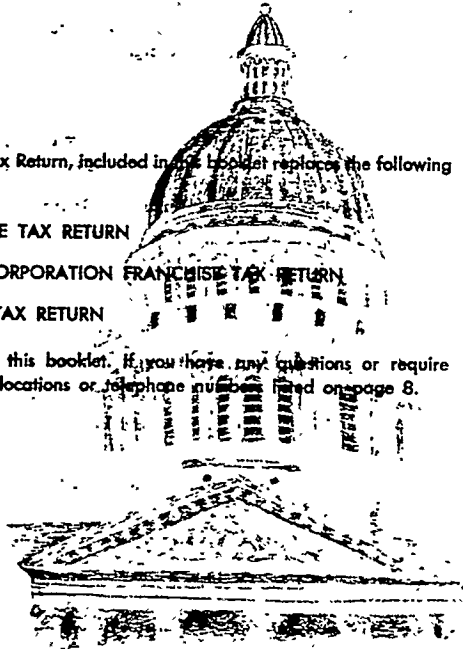 x Return, included in this booklet replaces the following
E TAX RETURN
ORPORATION FRANCHISE TAX RETURN
TAX RETURN
this booklet. If you have any questions or require
locations or telephone numbers listed on page 8.